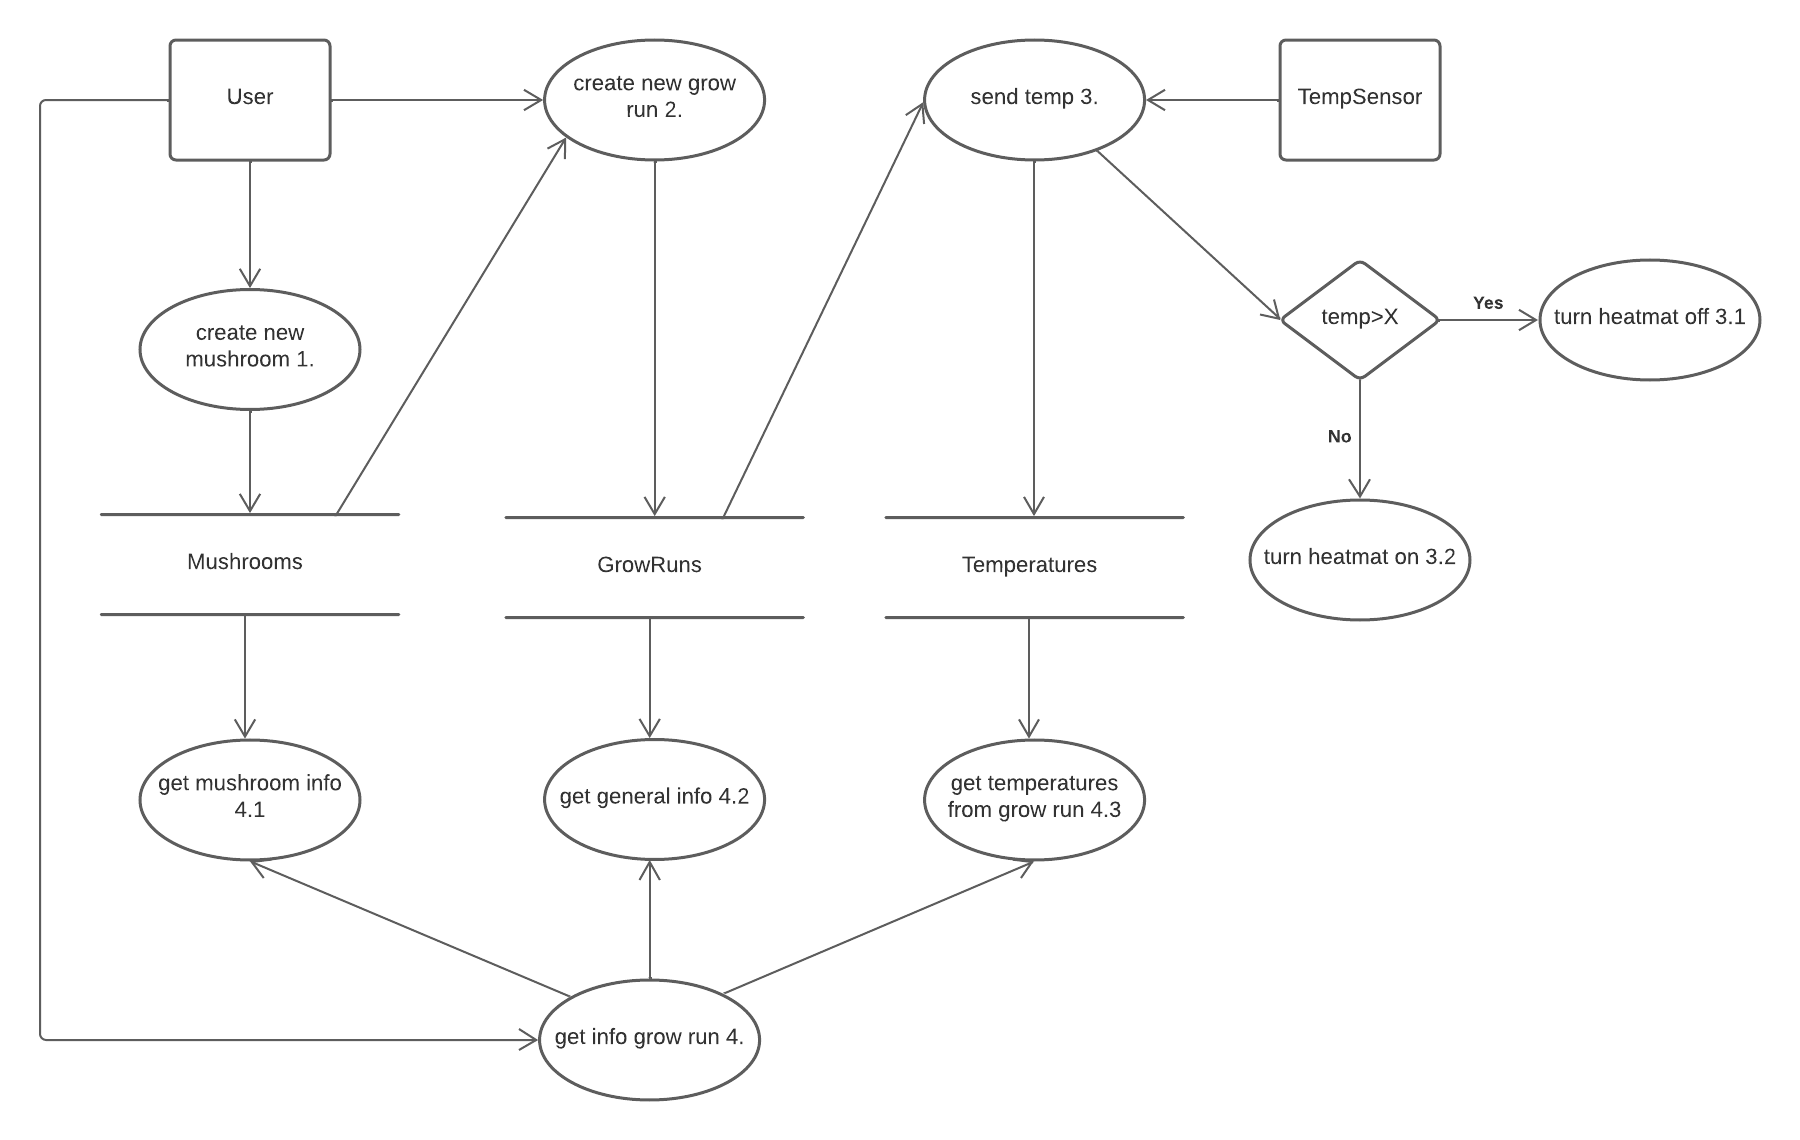 User
create new grow
run 2.
send temp 3.
TempSensor
create new
mushroom 1.
temp>X
Yes
turn heatmat off 3.1
No
Mushrooms
GrowRuns
Temperatures
turn heatmat on 3.2
get mushroom info
4.1
get general info 4.2
get temperatures
from grow run 4.3
get info grow run 4.